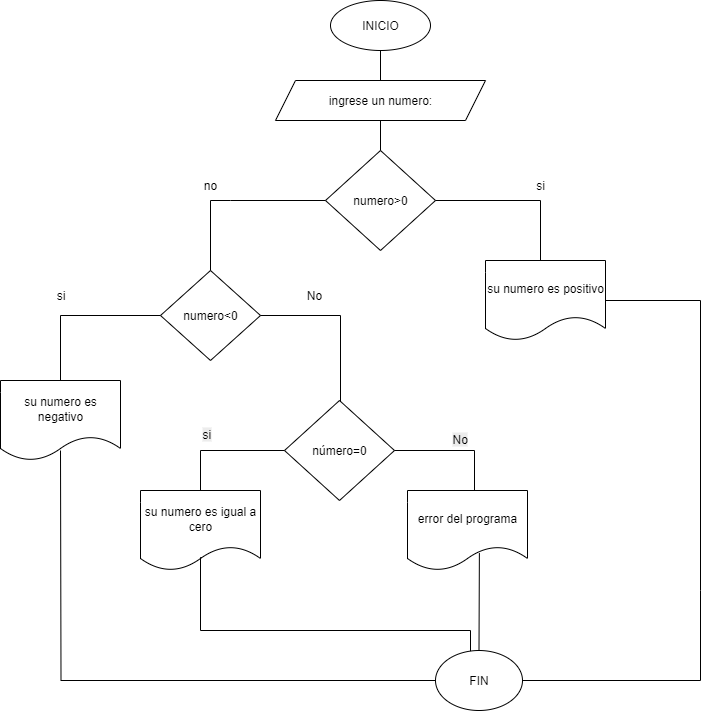 INICIO
ingrese un numero:
no
si
numero>0
su numero es positivo
si
No
numero<0
su numero es
negativo
si
No
número=0
su numero es igual a
cero
error del programa
FIN